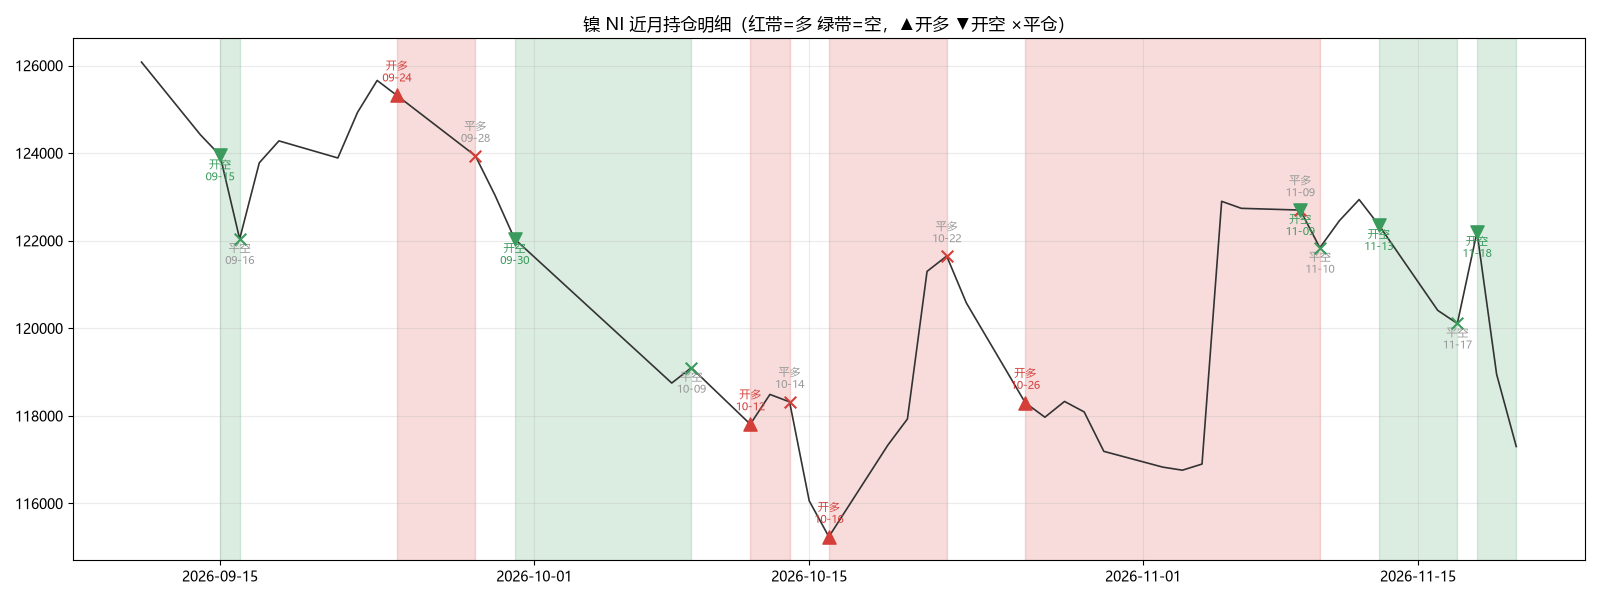 镍 NI 近月持仓明细（红带=多 绿带=空，▲开多 ▼开空 ×平仓）
126000
124000
122000
120000
118000
116000
开空
09-15
平空
09-16
开多
09-24
平多
09-28
开空
09-30
平空
10-09
开多
10-12
平多
10-14
开多
10-16
平多
10-22
开多
10-26
平多
11-09
开空
11-09
平空
11-10
开空
11-13
平空
11-17
开空
11-18
2026-09-15
2026-10-01
2026-10-15
2026-11-01
2026-11-15